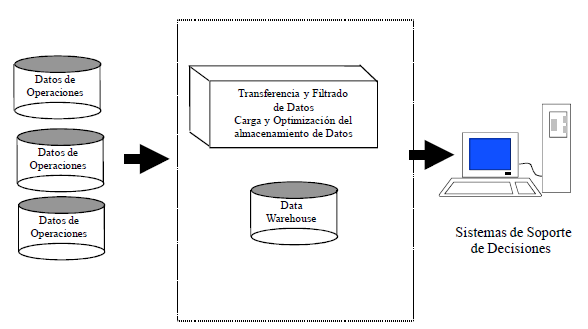 Datos de
Operaciones
Datos de
Operaciones
Datos de
Operaciones
Transferencia y Filtrado
de Datos
Carga y Optimización del
almacenamiento de Datos
Data
Warehouse
Sistemas de Soporte
de Decisiones